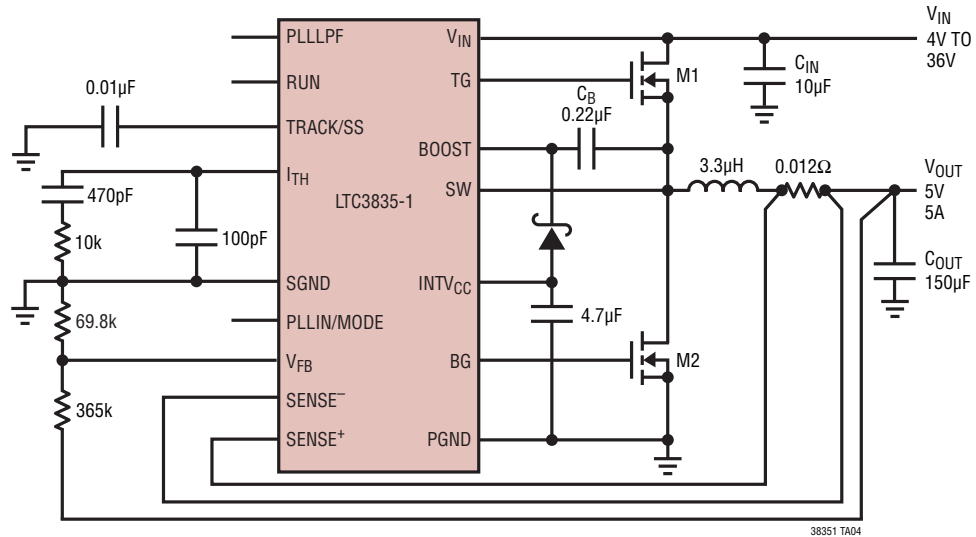 PLLLPF
RUN
0.01µF
TRACK/SS
I_TH
470pF
10k
100pF
SGND
69.8k
PLLIN/MODE
V_FB
365k
SENSE⁻
SENSE⁺
LTC3835-1
V_IN
TG
BOOST
SW
INTV_CC
BG
PGND
C_B
0.22µF
4.7µF
M1
M2
C_IN
10µF
V_IN
4V TO
36V
3.3µH
0.012Ω
V_OUT
5V
5A
C_OUT
150µF
38351 TA04